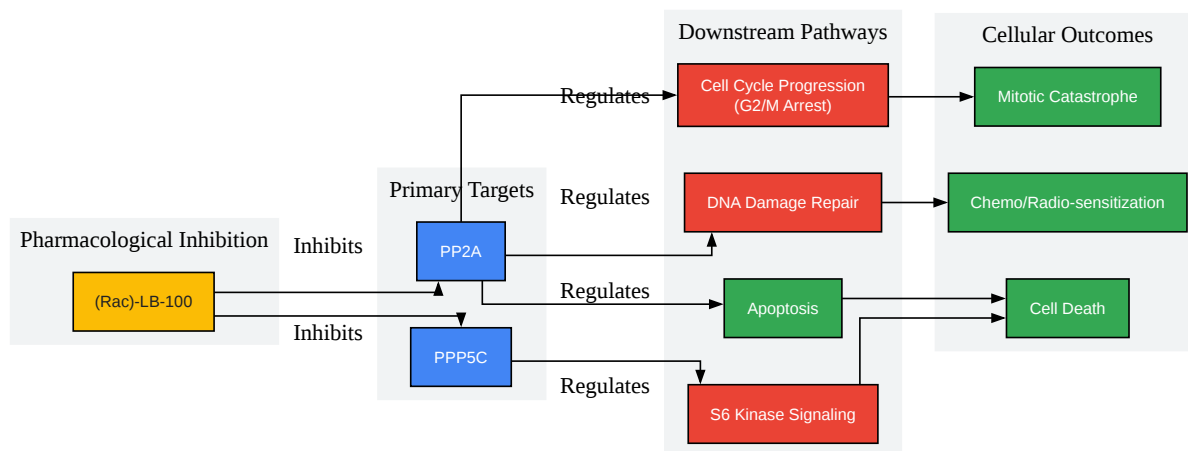 Downstream Pathways
Cellular Outcomes
Regulates
Cell Cycle Progression
(G2/M Arrest)
Mitotic Catastrophe
Primary Targets
Regulates
DNA Damage Repair
Chemo/Radio-sensitization
Pharmacological Inhibition
Inhibits
PP2A
(Rac)-LB-100
Regulates
Apoptosis
Cell Death
Inhibits
PPP5C
Regulates
S6 Kinase Signaling